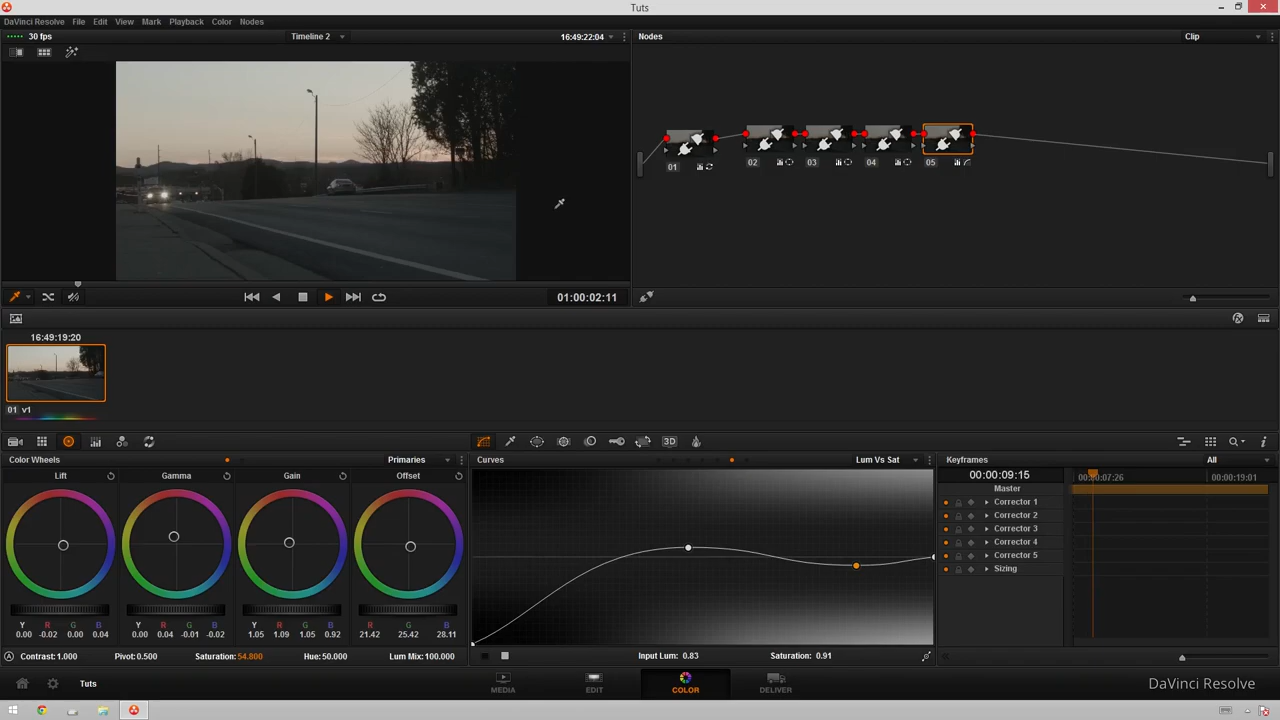 Tuts
DaVinci Resolve File Edit View Mark Playback Color Nodes
30 fps Timeline 2 16:49:22:04 Nodes Clip
01 02 03 04 05
01:00:02:11
16:49:19:20
01 v1
3D
Color Wheels Primaries Curves Lum Vs Sat Keyframes All
Lift Gamma Gain Offset 00:00:09:15 00:00:07:26 00:00:19:01
Master
Corrector 1
Corrector 2
Corrector 3
Corrector 4
Corrector 5
Sizing
Y R G B Y R G B Y R G B R G B
0.00 -0.02 0.00 0.04 0.00 0.04 -0.01 -0.02 1.05 1.09 1.05 0.92 21.42 25.42 28.11
Contrast:1.000 Pivot:0.500 Saturation:54.800 Hue:50.000 Lum Mix:100.000 Input Lum: 0.83 Saturation: 0.91
Tuts MEDIA EDIT COLOR DELIVER DaVinci Resolve